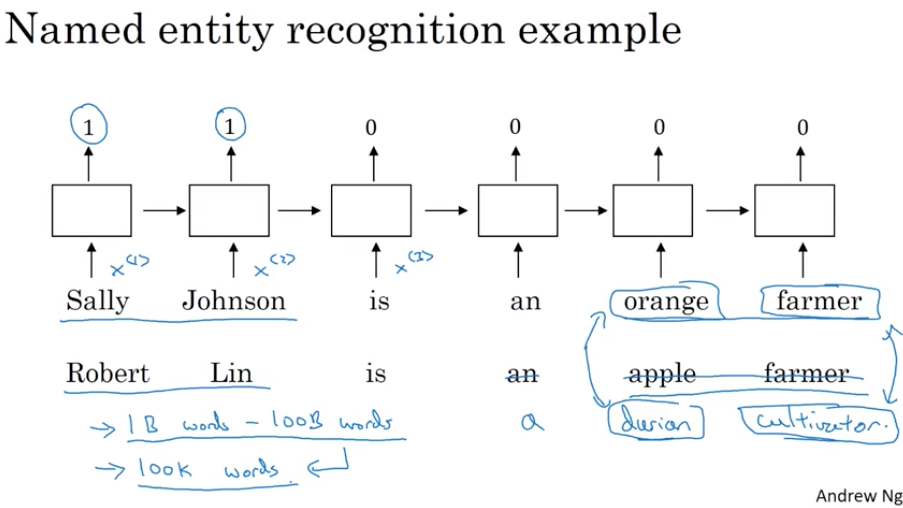 Named entity recognition example
1 1 0 0 0 0
x<1> x<2> x<3>
Sally Johnson is an orange farmer
Robert Lin is an apple farmer
→ 1B words - 100B words a durian cultivator.
→ 100K words
Andrew Ng